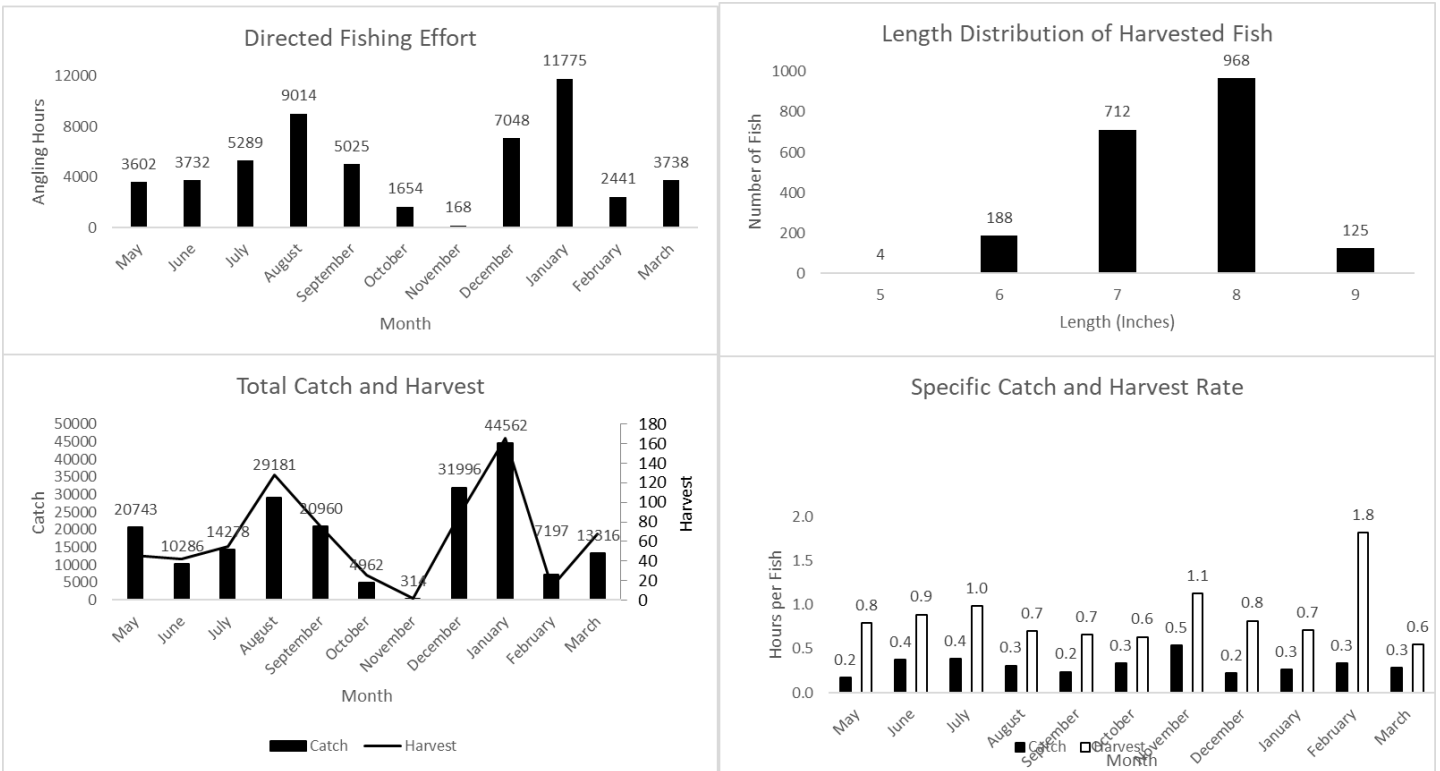 Directed Fishing Effort
Angling Hours
12000
8000
4000
0
3602
3732
5289
9014
5025
1654
168
7048
11775
2441
3738
May
June
July
August
September
October
November
December
January
February
March
Month
Length Distribution of Harvested Fish
Number of Fish
1000
800
600
400
200
0
4
188
712
968
125
5
6
7
8
9
Length (Inches)
Total Catch and Harvest
Catch
50000
45000
40000
35000
30000
25000
20000
15000
10000
5000
0
20743
10286
14278
29181
20960
4962
314
31996
44562
7197
13316
180
160
140
120
100
80
60
40
20
0
Harvest
May
June
July
August
September
October
November
December
January
February
March
Month
Catch
Harvest
Specific Catch and Harvest Rate
Hours per Fish
2.0
1.5
1.0
0.5
0.0
0.2
0.8
0.4
0.9
0.4
1.0
0.3
0.7
0.2
0.7
0.3
0.6
0.5
1.1
0.2
0.8
0.3
0.7
0.3
1.8
0.3
0.6
May
June
July
August
September
October
November
December
January
February
March
Catch
Harvest
Month